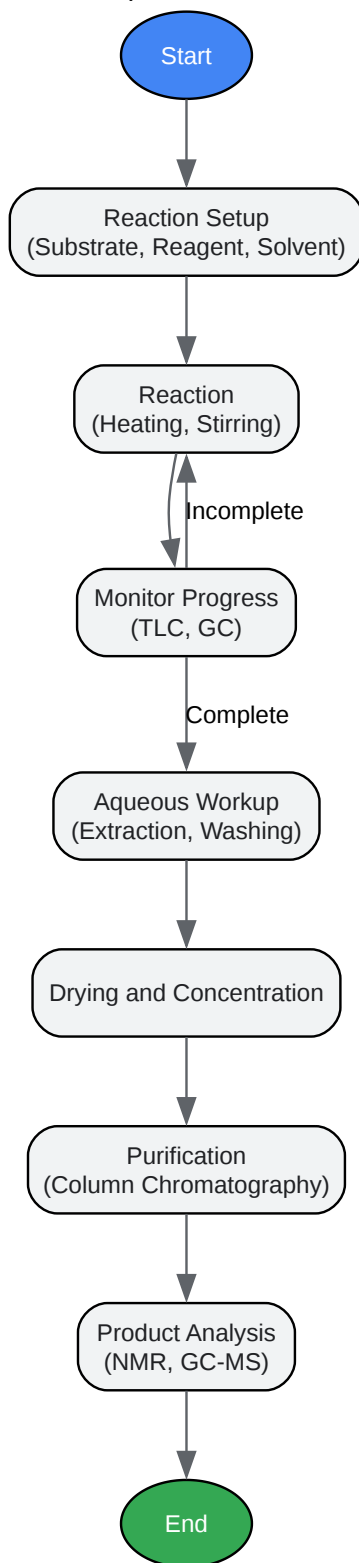 Start
Reaction Setup
(Substrate, Reagent, Solvent)
Reaction
(Heating, Stirring)
Incomplete
Monitor Progress
(TLC, GC)
Complete
Aqueous Workup
(Extraction, Washing)
Drying and Concentration
Purification
(Column Chromatography)
Product Analysis
(NMR, GC-MS)
End